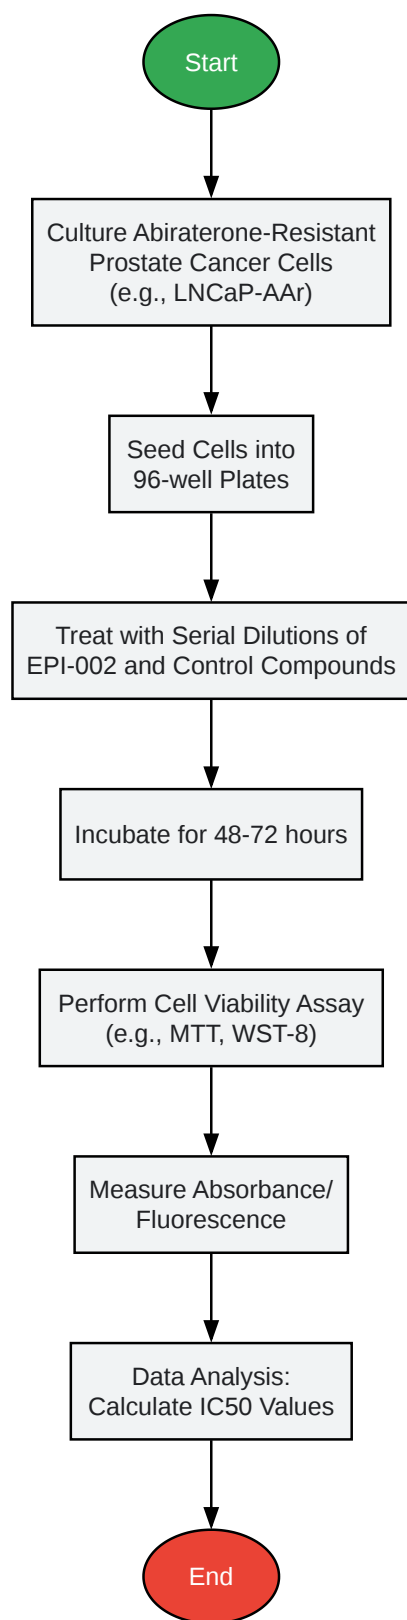 Start
Culture Abiraterone-Resistant
Prostate Cancer Cells
(e.g., LNCaP-AAr)
Seed Cells into
96-well Plates
Treat with Serial Dilutions of
EPI-002 and Control Compounds
Incubate for 48-72 hours
Perform Cell Viability Assay
(e.g., MTT, WST-8)
Measure Absorbance/
Fluorescence
Data Analysis:
Calculate IC50 Values
End